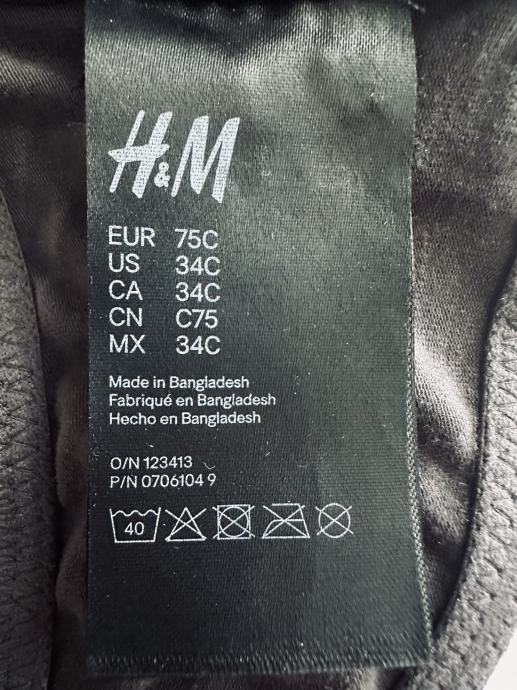 H&M
EUR 75C
US 34C
CA 34C
CN C75
MX 34C
Made in Bangladesh
Fabriqué en Bangladesh
Hecho en Bangladesh
O/N 123413
P/N 0706104 9
40